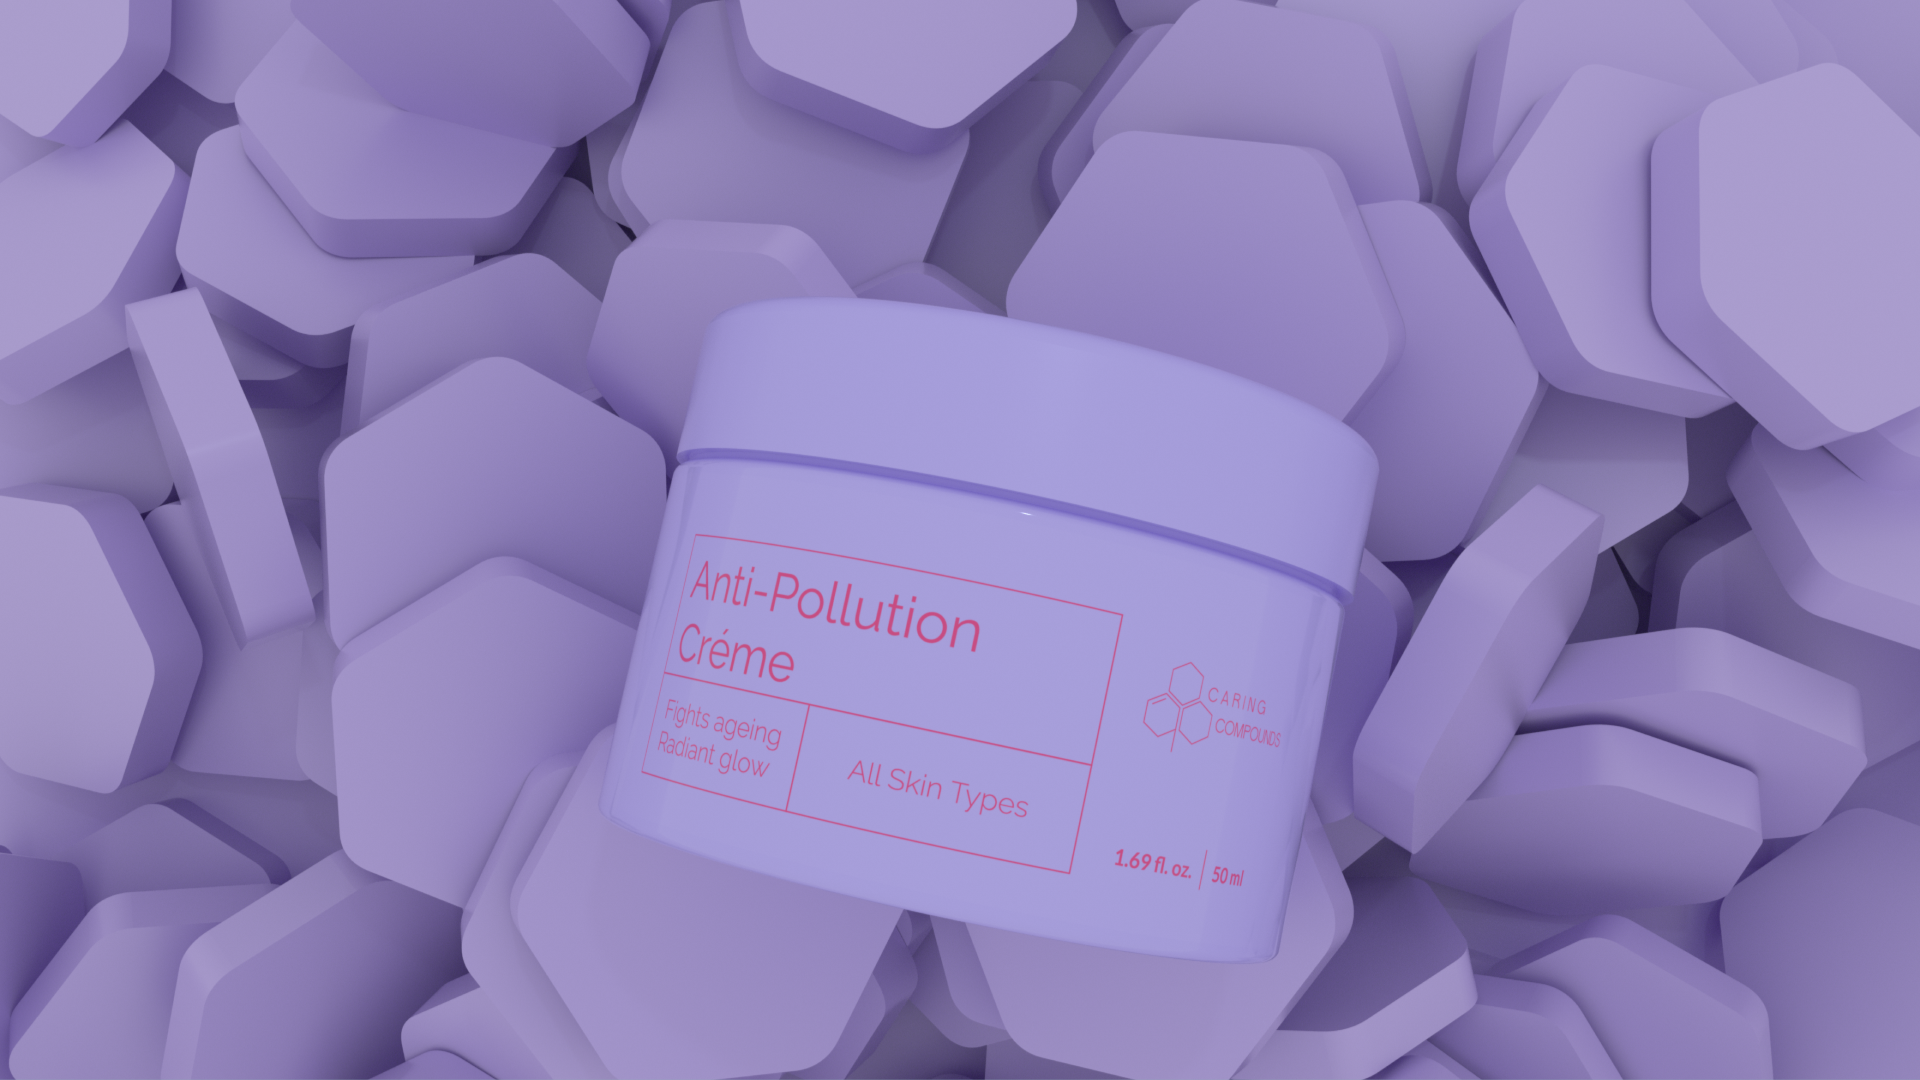 Anti-Pollution
Créme
Fights ageing
Radiant glow
All Skin Types
CARING
COMPOUNDS
1.69 fl. oz. | 50 ml